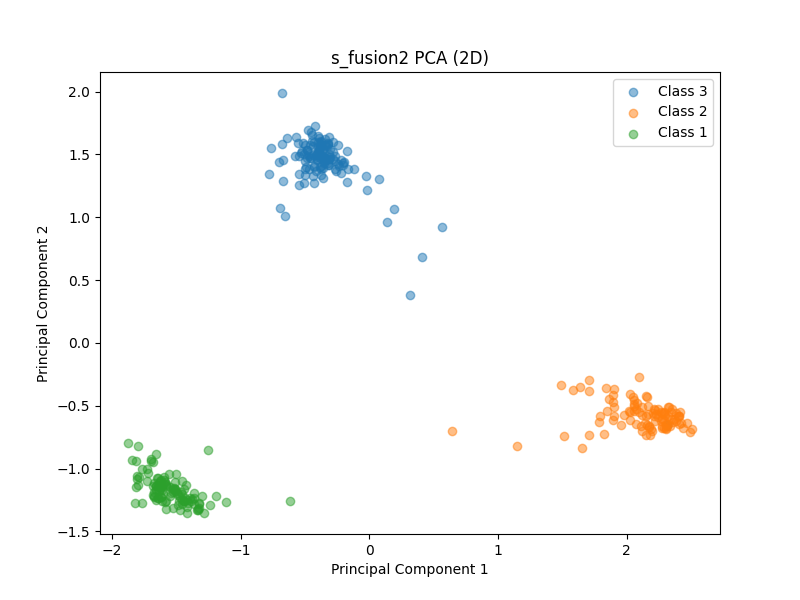 s_fusion2 PCA (2D)
Class 3
Class 2
Class 1
2.0
1.5
1.0
0.5
0.0
−0.5
−1.0
−1.5
Principal Component 2
−2
−1
0
1
2
Principal Component 1